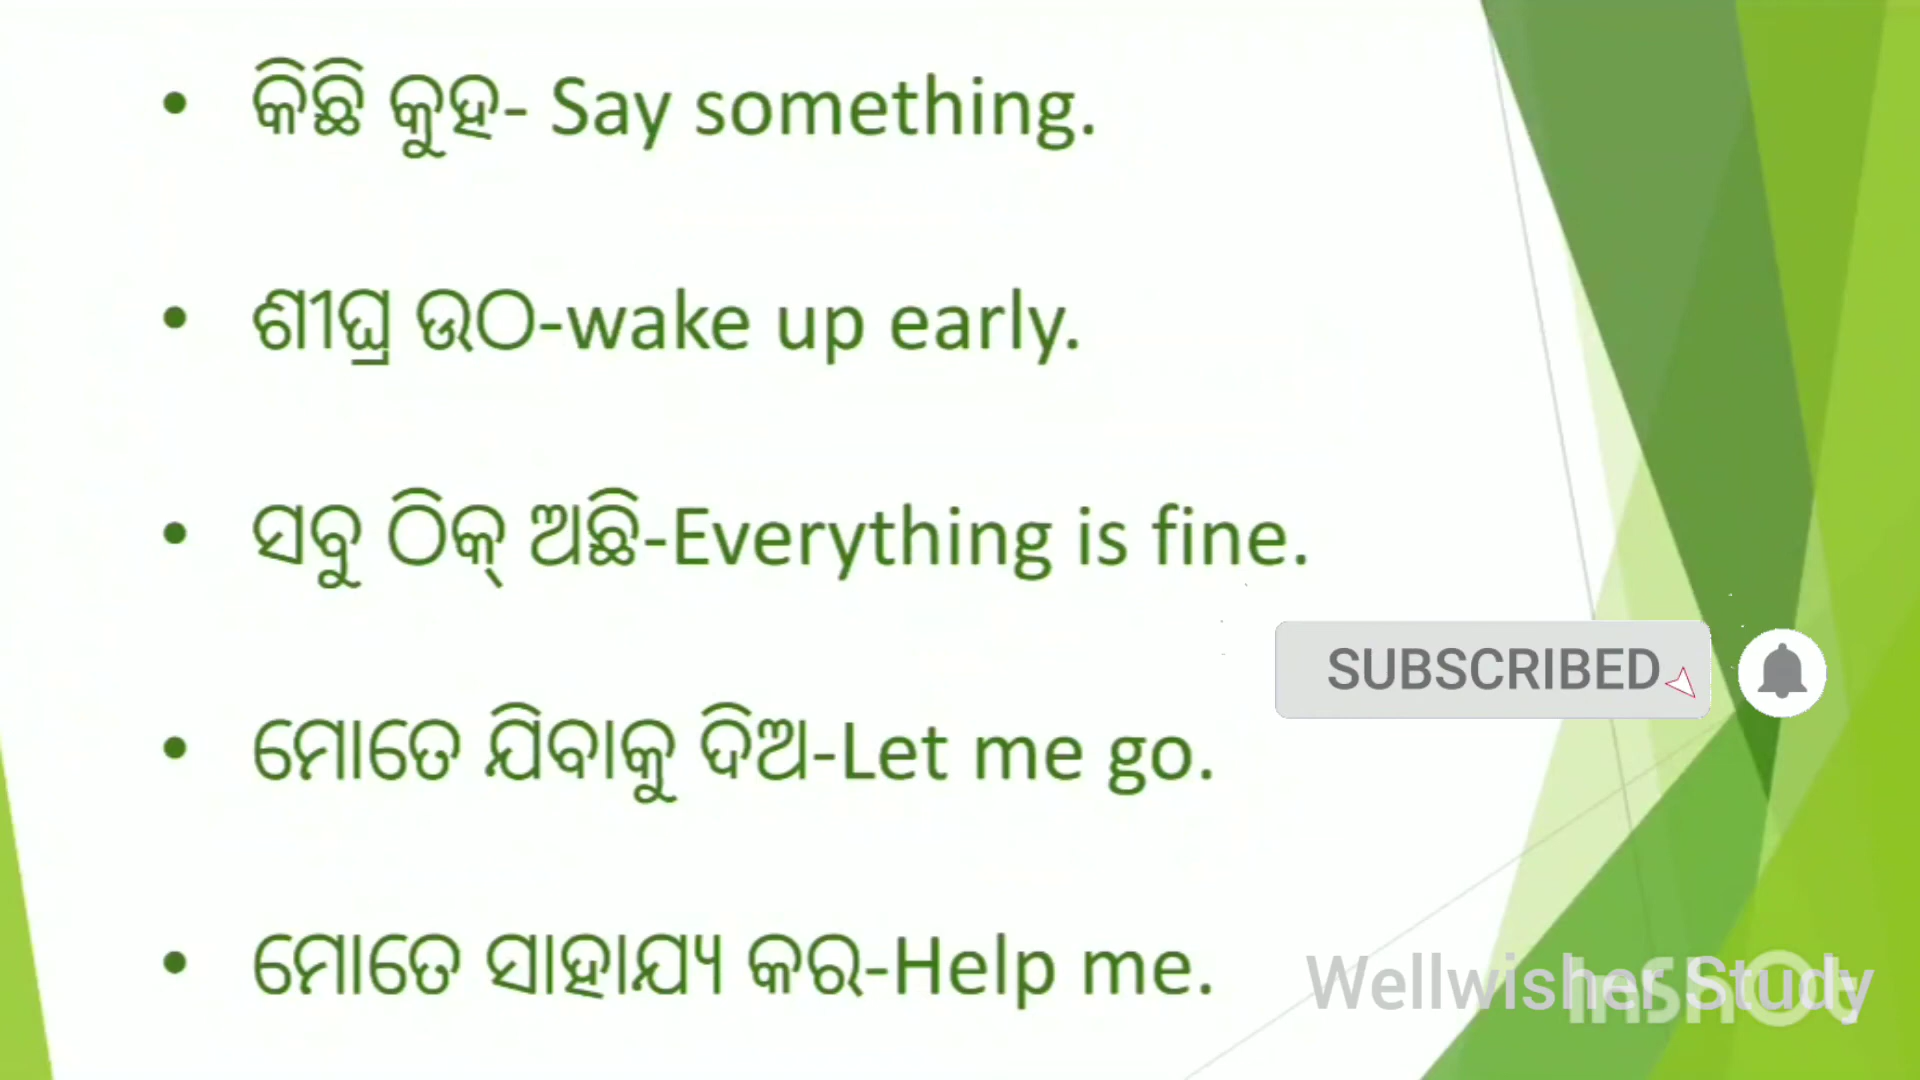 • କିଛି କୁହ- Say something.
• ଶୀଘ୍ର ଉଠ-wake up early.
• ସବୁ ଠିକ୍ ଅଛି-Everything is fine.
SUBSCRIBED
• ମୋତେ ଯିବାକୁ ଦିଅ-Let me go.
• ମୋତେ ସାହାଯ୍ୟ କର-Help me.
Wellwisher Study
InShOt